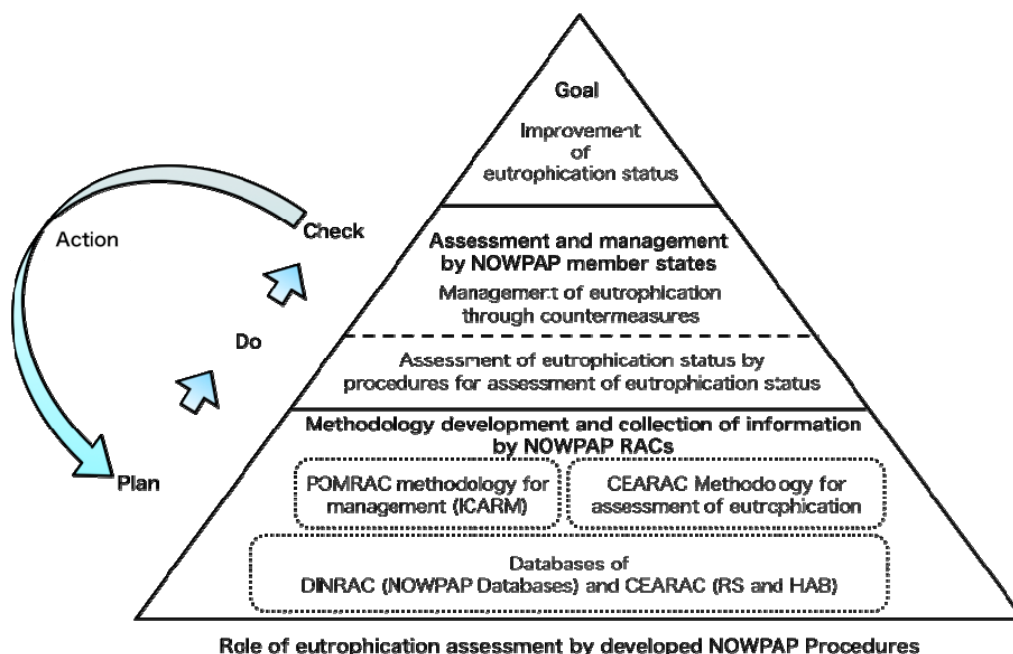 Goal
Improvement
of
eutrophication status
Check
Action
Assessment and management
by NOWPAP member states
Management of eutrophication
through countermeasures
Do
Assessment of eutrophication status by
procedures for assessment of eutrophication status
Methodology development and collection of information
by NOWPAP RACs
Plan
POMRAC methodology for
management (ICARM)
CEARAC Methodology for
assessment of eutrophication
Databases of
DINRAC (NOWPAP Databases) and CEARAC (RS and HAB)
Role of eutrophication assessment by developed NOWPAP Procedures